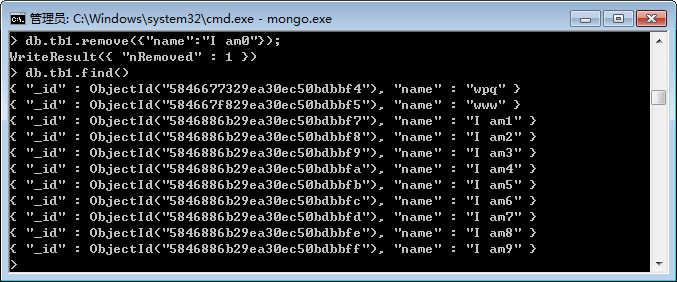 管理员: C:\Windows\system32\cmd.exe - mongo.exe
> db.tb1.remove({"name":"I am0"});
WriteResult({ "nRemoved" : 1 })
> db.tb1.find()
{ "_id" : ObjectId("5846677329ea30ec50bdbbf4"), "name" : "wpq" }
{ "_id" : ObjectId("584667f829ea30ec50bdbbf5"), "name" : "www" }
{ "_id" : ObjectId("5846886b29ea30ec50bdbbf7"), "name" : "I am1" }
{ "_id" : ObjectId("5846886b29ea30ec50bdbbf8"), "name" : "I am2" }
{ "_id" : ObjectId("5846886b29ea30ec50bdbbf9"), "name" : "I am3" }
{ "_id" : ObjectId("5846886b29ea30ec50bdbbfa"), "name" : "I am4" }
{ "_id" : ObjectId("5846886b29ea30ec50bdbbfb"), "name" : "I am5" }
{ "_id" : ObjectId("5846886b29ea30ec50bdbbfc"), "name" : "I am6" }
{ "_id" : ObjectId("5846886b29ea30ec50bdbbfd"), "name" : "I am7" }
{ "_id" : ObjectId("5846886b29ea30ec50bdbbfe"), "name" : "I am8" }
{ "_id" : ObjectId("5846886b29ea30ec50bdbbff"), "name" : "I am9" }
>